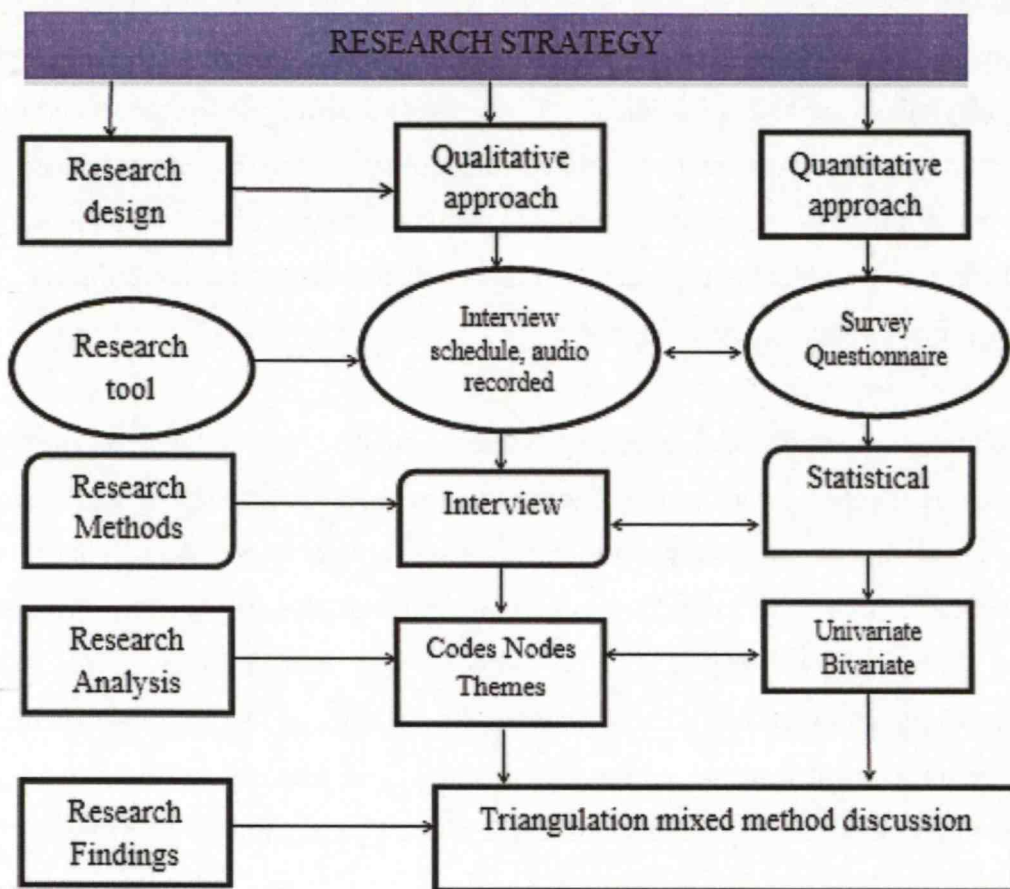 RESEARCH STRATEGY
Research
design
Qualitative
approach
Quantitative
approach
Research
tool
Interview
schedule, audio
recorded
Survey
Questionnaire
Research
Methods
Interview
Statistical
Research
Analysis
Codes Nodes
Themes
Univariate
Bivariate
Research
Findings
Triangulation mixed method discussion